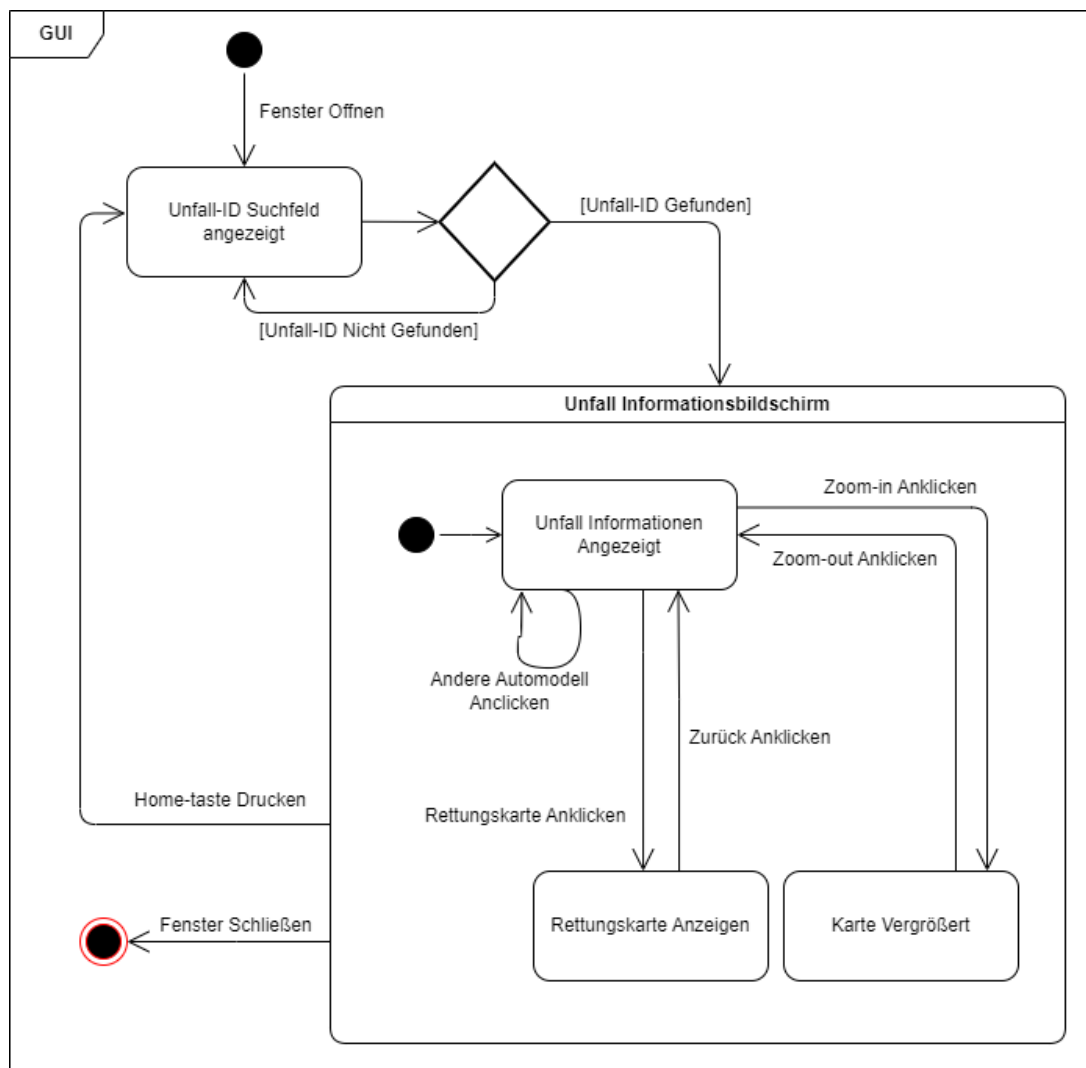 GUI
Fenster Öffnen
Unfall-ID Suchfeld
angezeigt
[Unfall-ID Gefunden]
[Unfall-ID Nicht Gefunden]
Unfall Informationsbildschirm
Zoom-in Anklicken
Unfall Informationen
Angezeigt
Zoom-out Anklicken
Andere Automodell
Anclicken
Zurück Anklicken
Home-taste Drucken
Rettungskarte Anklicken
Fenster Schließen
Rettungskarte Anzeigen
Karte Vergrößert